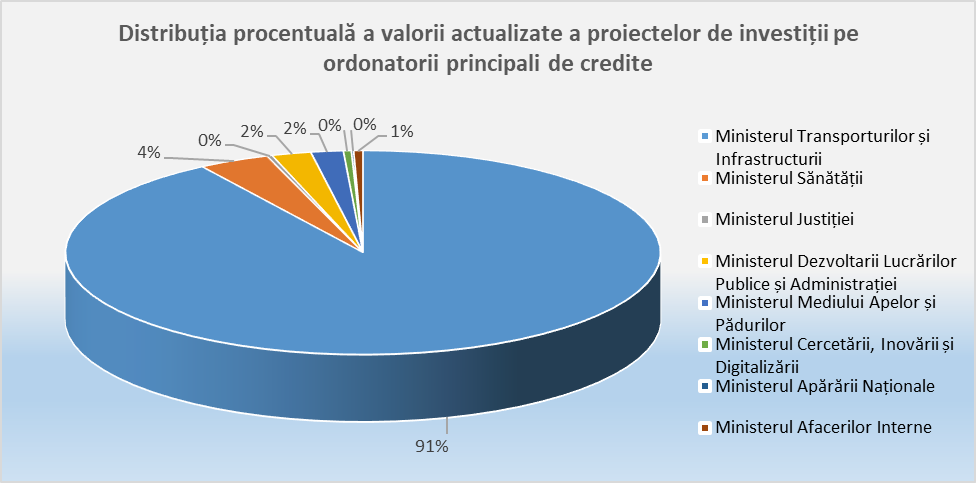 Distribuția procentuală a valorii actualizate a proiectelor de investiții pe
ordonatorii principali de credite
4%
0%
2%
2%
0%
0%
1%
91%
Ministerul Transporturilor și
Infrastructurii
Ministerul Sănătății
Ministerul Justiției
Ministerul Dezvoltarii Lucrărilor
Publice și Administrației
Ministerul Mediului Apelor și
Pădurilor
Ministerul Cercetării, Inovării și
Digitalizării
Ministerul Apărării Naționale
Ministerul Afacerilor Interne